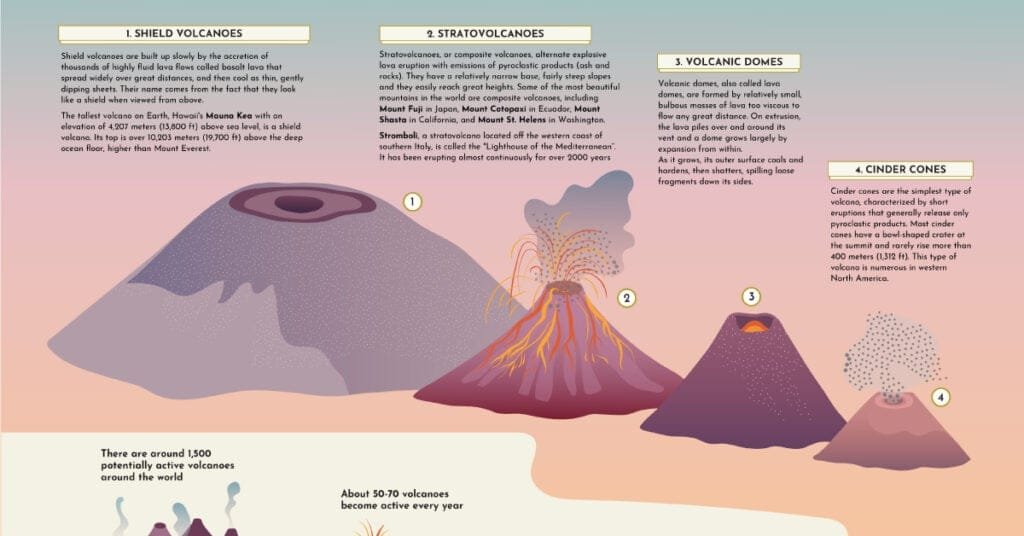 1. SHIELD VOLCANOES
Shield volcanoes are built up slowly by the accretion of
thousands of highly fluid lava flows called basalt lava that
spread widely over great distances, and then cool as thin, gently
dipping sheets. Their name comes from the fact that they look
like a shield when viewed from above.
The tallest volcano on Earth, Hawaii's Mauna Kea with an
elevation of 4,207 meters (13,800 ft) above sea level, is a shield
volcano. Its top is over 10,203 meters (19,700 ft) above the deep
ocean floor, higher than Mount Everest.
2. STRATOVOLCANOES
Stratovolcanoes, or composite volcanoes, alternate explosive
lava eruption with emissions of pyroclastic products (ash and
rocks). They have a relatively narrow base, fairly steep slopes
and they easily reach great heights. Some of the most beautiful
mountains in the world are composite volcanoes, including
Mount Fuji in Japan, Mount Cotopaxi in Ecuador, Mount
Shasta in California, and Mount St. Helens in Washington.
Stromboli, a stratovolcano located off the western coast of
southern Italy, is called the "Lighthouse of the Mediterranean".
It has been erupting almost continuously for over 2000 years
3. VOLCANIC DOMES
Volcanic domes, also called lava
domes, are formed by relatively small,
bulbous masses of lava too viscous to
flow any great distance. On extrusion,
the lava piles over and around its
vent and a dome grows largely by
expansion from within.
As it grows, its outer surface cools and
hardens, then shatters, spilling loose
fragments down its sides.
4. CINDER CONES
Cinder cones are the simplest type of
volcano, characterized by short
eruptions that generally release only
pyroclastic products. Most cinder
cones have a bowl-shaped crater at
the summit and rarely rise more than
400 meters (1,312 ft). This type of
volcano is numerous in western
North America.
1
2
3
4
There are around 1,500
potentially active volcanoes
around the world
About 50-70 volcanoes
become active every year